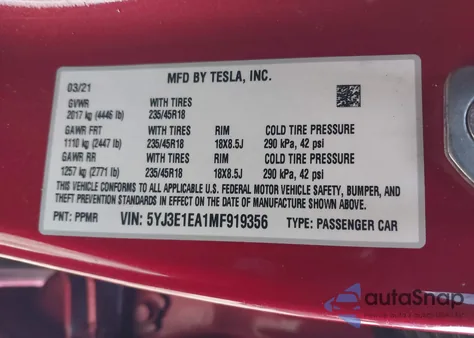 MFD BY TESLA, INC.
03/21
GVWR WITH TIRES
2017 kg (4446 lb) 235/45R18
GAWR FRT WITH TIRES RIM COLD TIRE PRESSURE
1110 kg (2447 lb) 235/45R18 18X8.5J 290 kPa, 42 psi
GAWR RR WITH TIRES RIM COLD TIRE PRESSURE
1257 kg (2771 lb) 235/45R18 18X8.5J 290 kPa, 42 psi
THIS VEHICLE CONFORMS TO ALL APPLICABLE U.S. FEDERAL MOTOR VEHICLE SAFETY, BUMPER, AND
THEFT PREVENTION STANDARDS IN EFFECT ON THE DATE OF MANUFACTURE SHOWN ABOVE.
PNT: PPMR VIN: 5YJ3E1EA1MF919356 TYPE: PASSENGER CAR
autoSnap